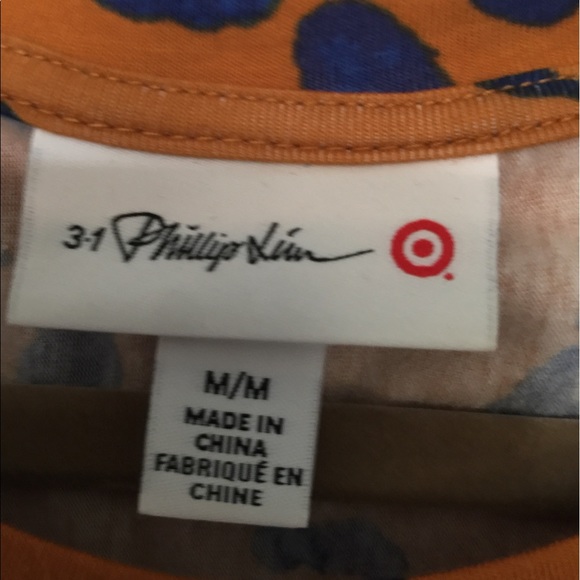 3·1 Phillip Lim
M/M
MADE IN
CHINA
FABRIQUÉ EN
CHINE